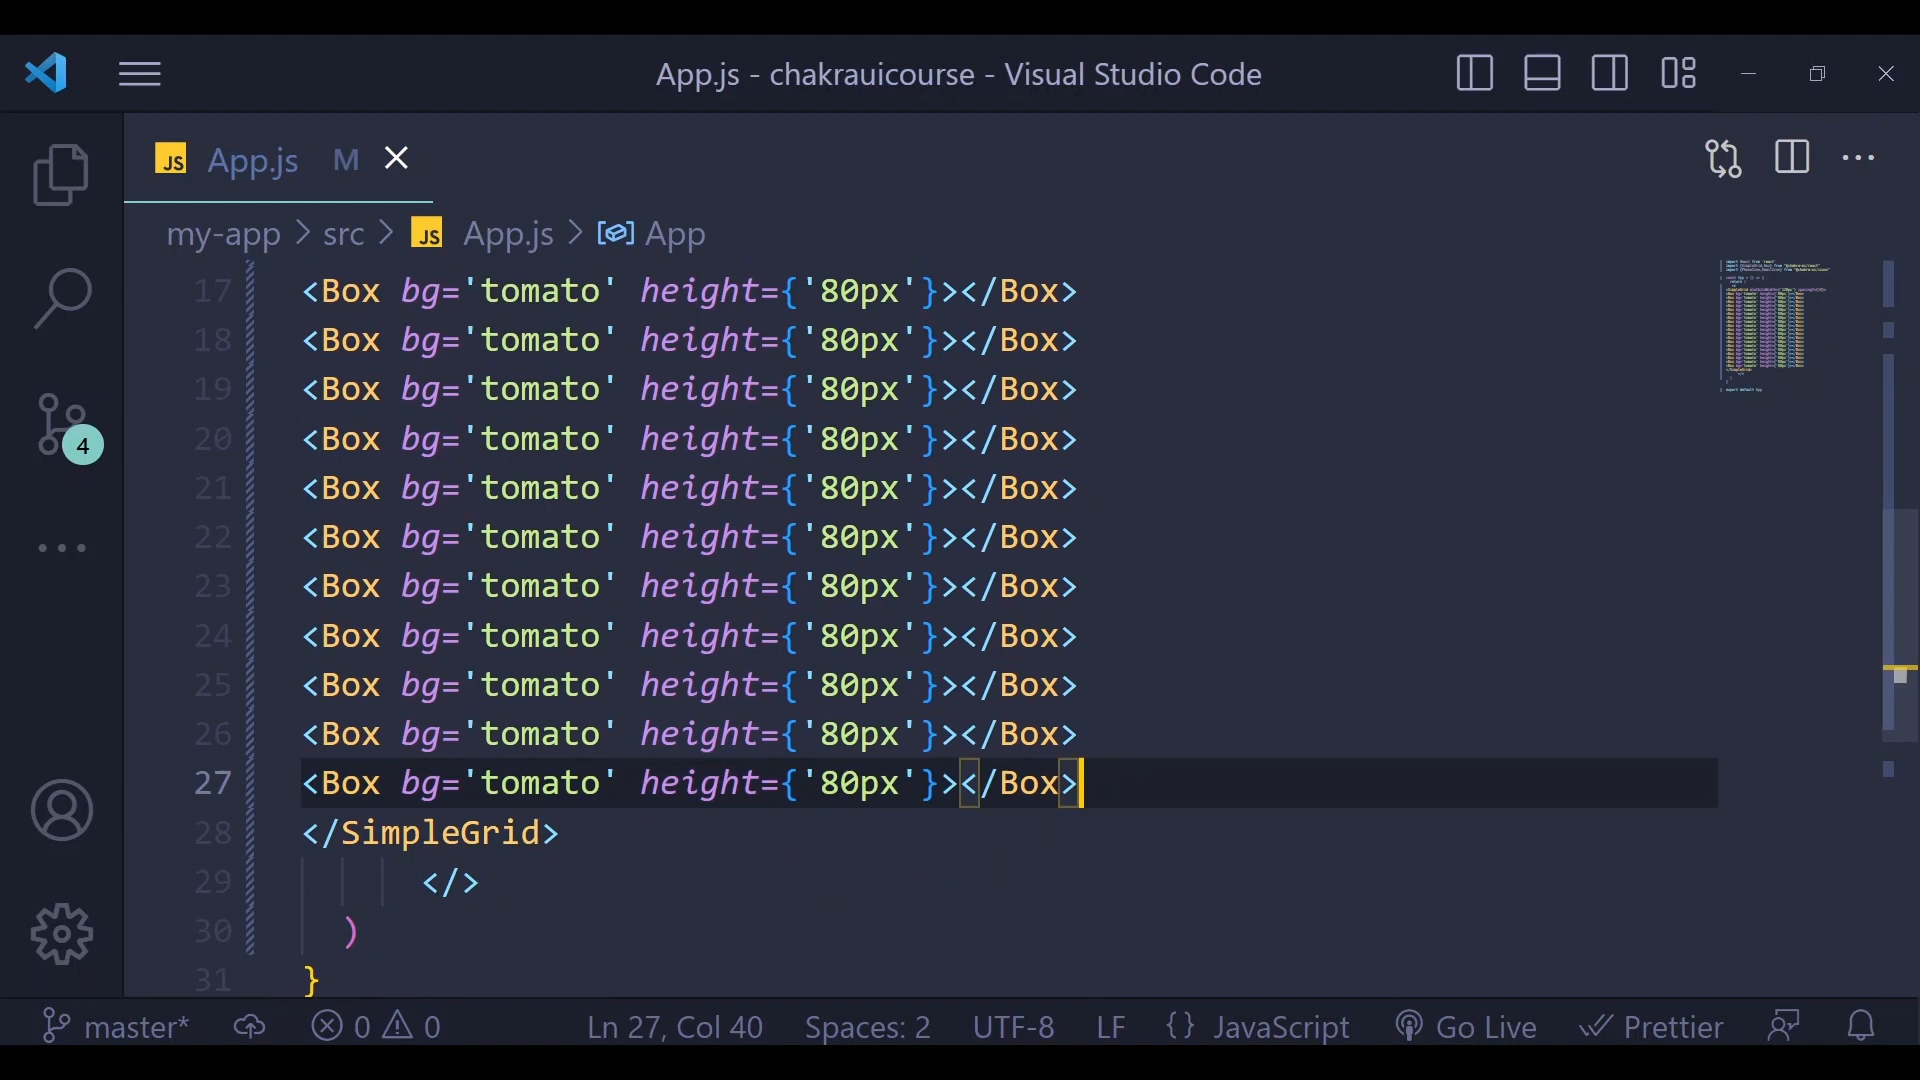 App.js - chakrauicourse - Visual Studio Code
JS App.js M
my-app > src > JS App.js > App
17 <Box bg='tomato' height={'80px'}></Box>
18 <Box bg='tomato' height={'80px'}></Box>
19 <Box bg='tomato' height={'80px'}></Box>
20 <Box bg='tomato' height={'80px'}></Box>
21 <Box bg='tomato' height={'80px'}></Box>
22 <Box bg='tomato' height={'80px'}></Box>
23 <Box bg='tomato' height={'80px'}></Box>
24 <Box bg='tomato' height={'80px'}></Box>
25 <Box bg='tomato' height={'80px'}></Box>
26 <Box bg='tomato' height={'80px'}></Box>
27 <Box bg='tomato' height={'80px'}></Box>
28 </SimpleGrid>
29 </>
30 )
31 }
4
master* 0 0 Ln 27, Col 40 Spaces: 2 UTF-8 LF {} JavaScript Go Live Prettier